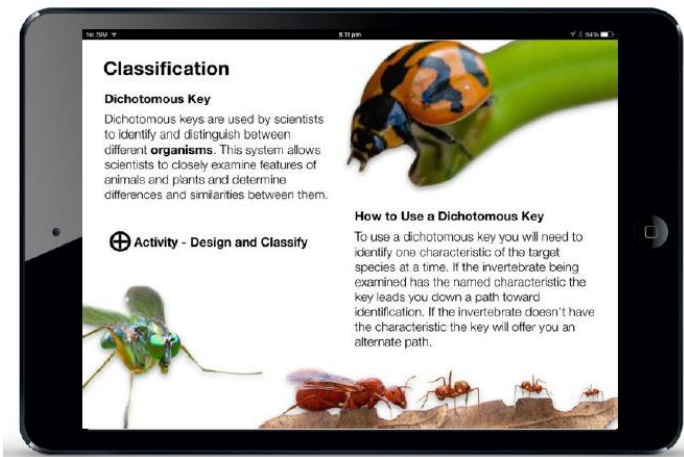 No SIM
5:11 pm
64%
Classification
Dichotomous Key
Dichotomous keys are used by scientists
to identify and distinguish between
different organisms. This system allows
scientists to closely examine features of
animals and plants and determine
differences and similarities between them.
Activity - Design and Classify
How to Use a Dichotomous Key
To use a dichotomous key you will need to
identify one characteristic of the target
species at a time. If the invertebrate being
examined has the named characteristic the
key leads you down a path toward
identification. If the invertebrate doesn't have
the characteristic the key will offer you an
alternate path.